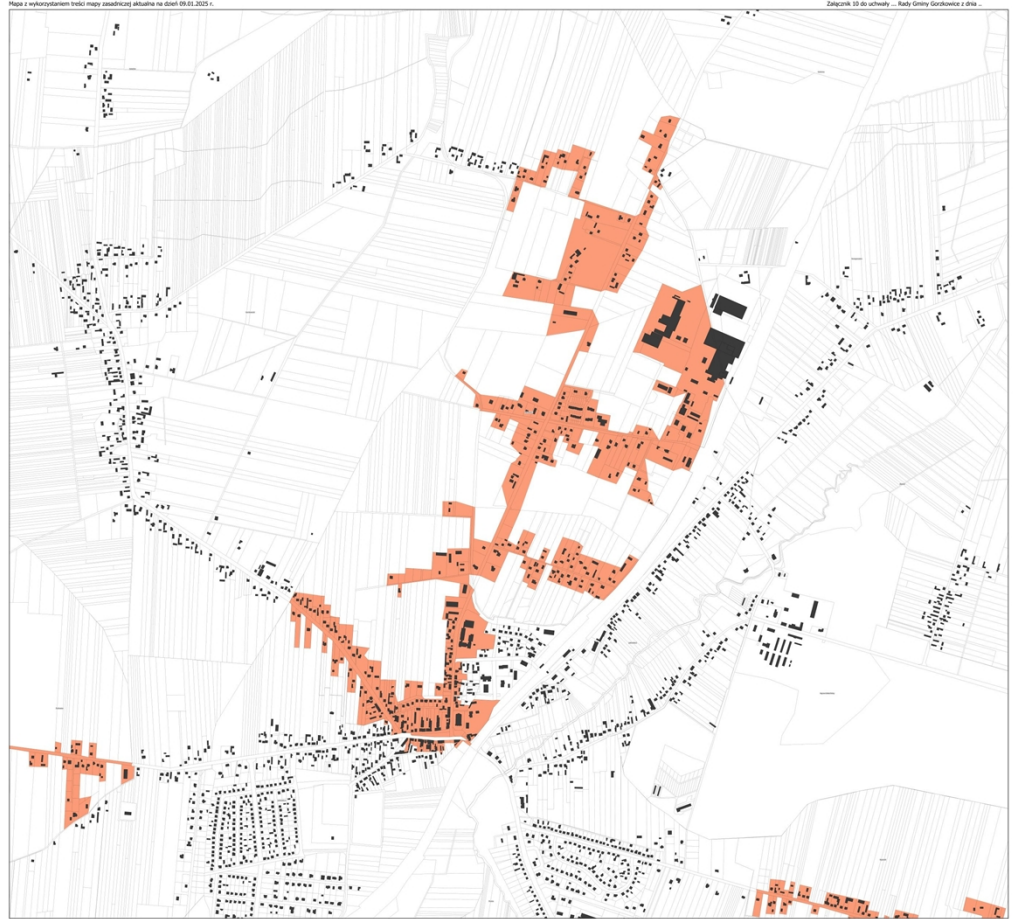 Mapa z wykorzystaniem treści mapy zasadniczej aktualna na dzień 09.01.2025 r.
Załącznik 10 do uchwały ... Rady Gminy Gorzkowice z dnia ..